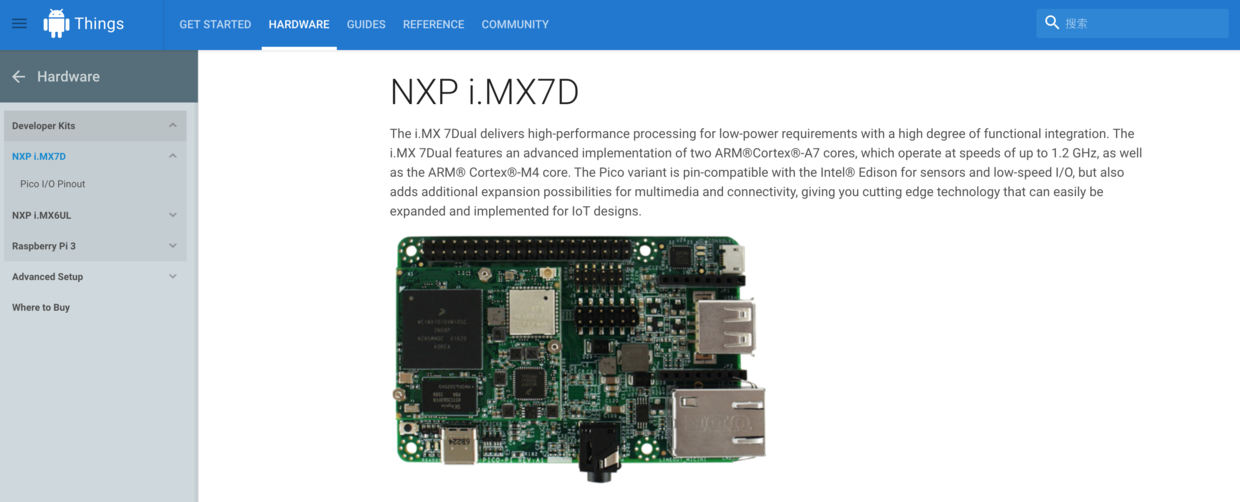 Things
GET STARTED
HARDWARE
GUIDES
REFERENCE
COMMUNITY
搜索
Hardware
Developer Kits
NXP i.MX7D
Pico I/O Pinout
NXP i.MX6UL
Raspberry Pi 3
Advanced Setup
Where to Buy
NXP i.MX7D
The i.MX 7Dual delivers high-performance processing for low-power requirements with a high degree of functional integration. The
i.MX 7Dual features an advanced implementation of two ARM®Cortex®-A7 cores, which operate at speeds of up to 1.2 GHz, as well
as the ARM® Cortex®-M4 core. The Pico variant is pin-compatible with the Intel® Edison for sensors and low-speed I/O, but also
adds additional expansion possibilities for multimedia and connectivity, giving you cutting edge technology that can easily be
expanded and implemented for IoT designs.